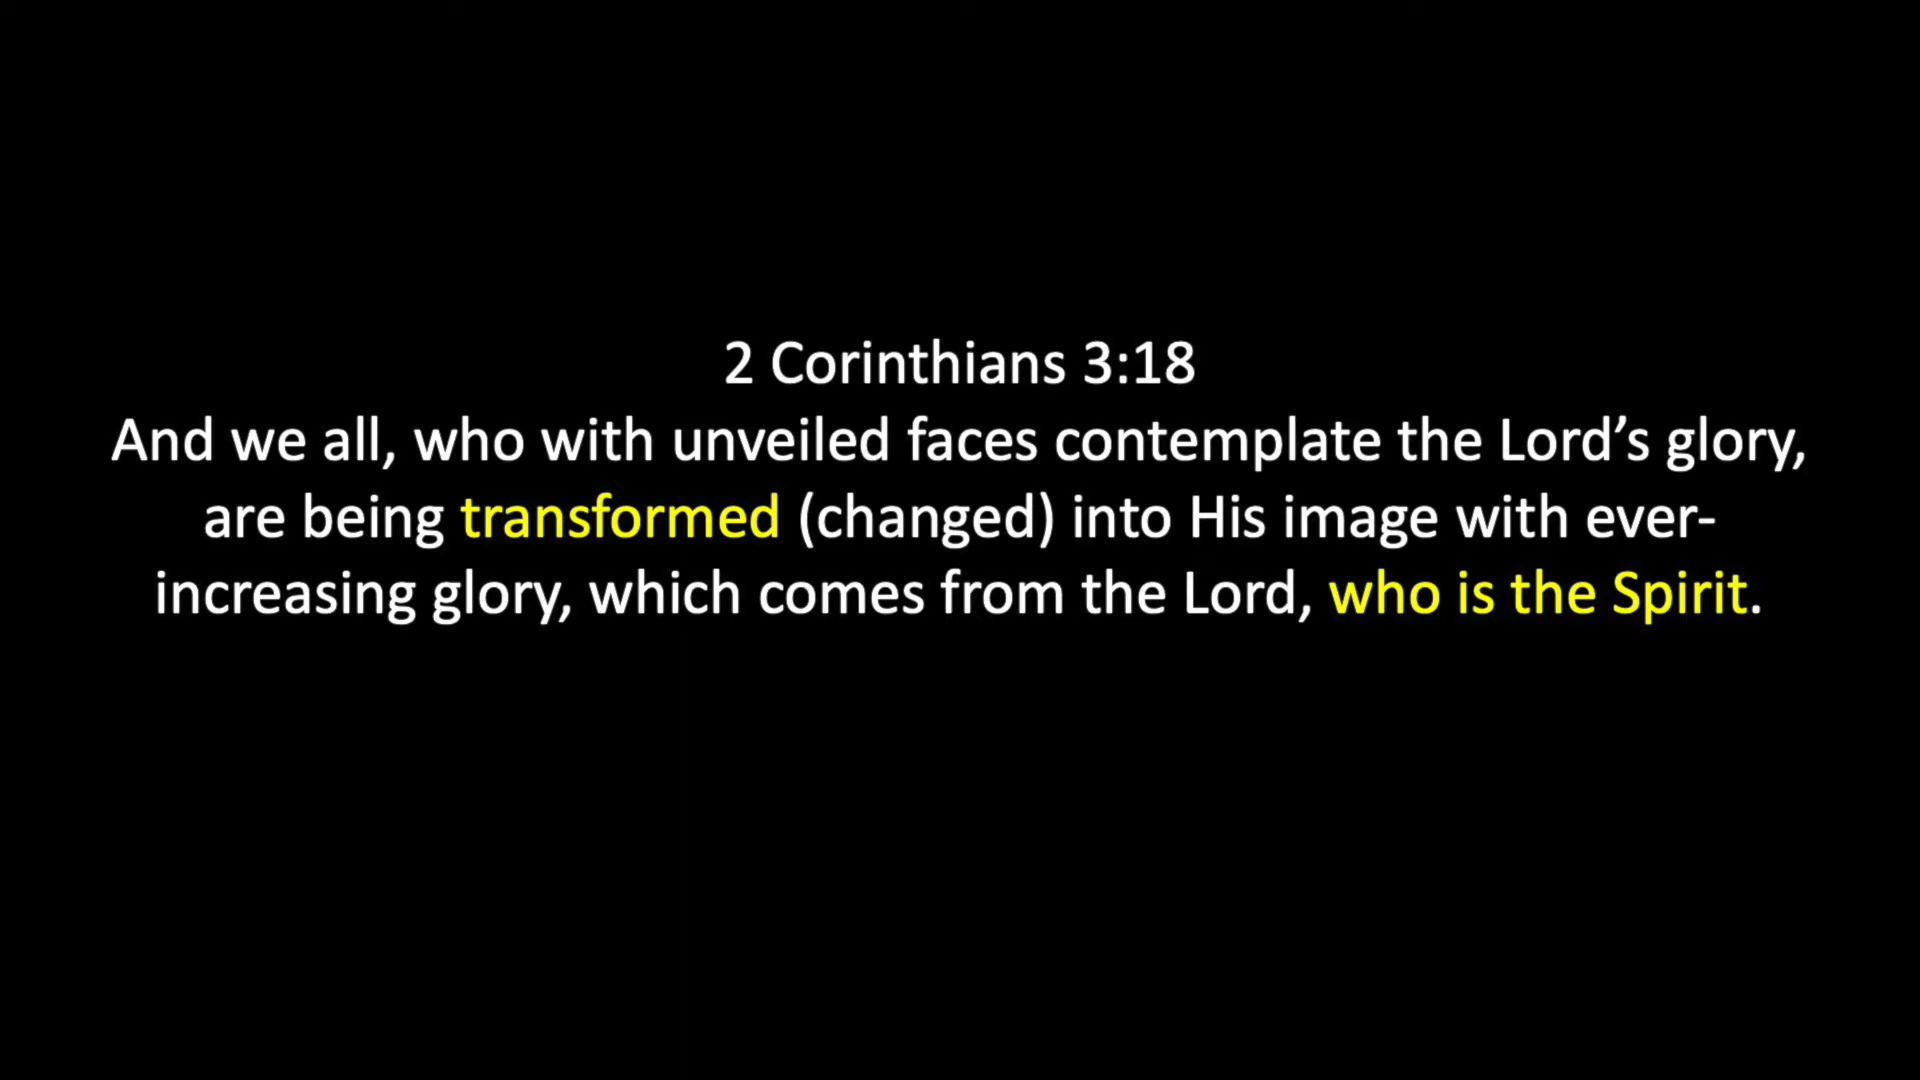 2 Corinthians 3:18
And we all, who with unveiled faces contemplate the Lord’s glory,
are being transformed (changed) into His image with ever-
increasing glory, which comes from the Lord, who is the Spirit.